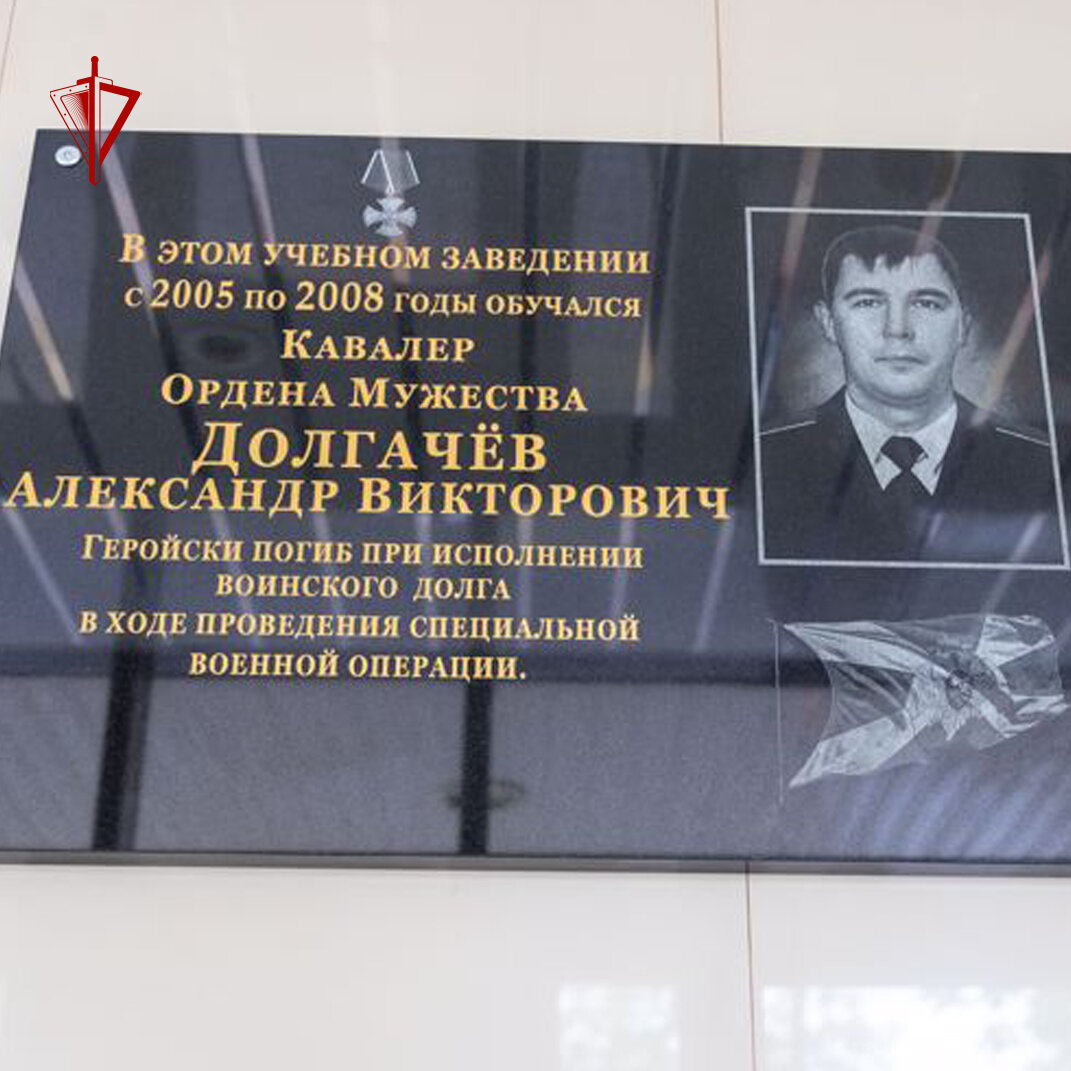 В ЭТОМ УЧЕБНОМ ЗАВЕДЕНИИ
С 2005 ПО 2008 ГОДЫ ОБУЧАЛСЯ
КАВАЛЕР
ОРДЕНА МУЖЕСТВА
ДОЛГАЧЁВ
АЛЕКСАНДР ВИКТОРОВИЧ
ГЕРОЙСКИ ПОГИБ ПРИ ИСПОЛНЕНИИ
ВОИНСКОГО ДОЛГА
В ХОДЕ ПРОВЕДЕНИЯ СПЕЦИАЛЬНОЙ
ВОЕННОЙ ОПЕРАЦИИ.